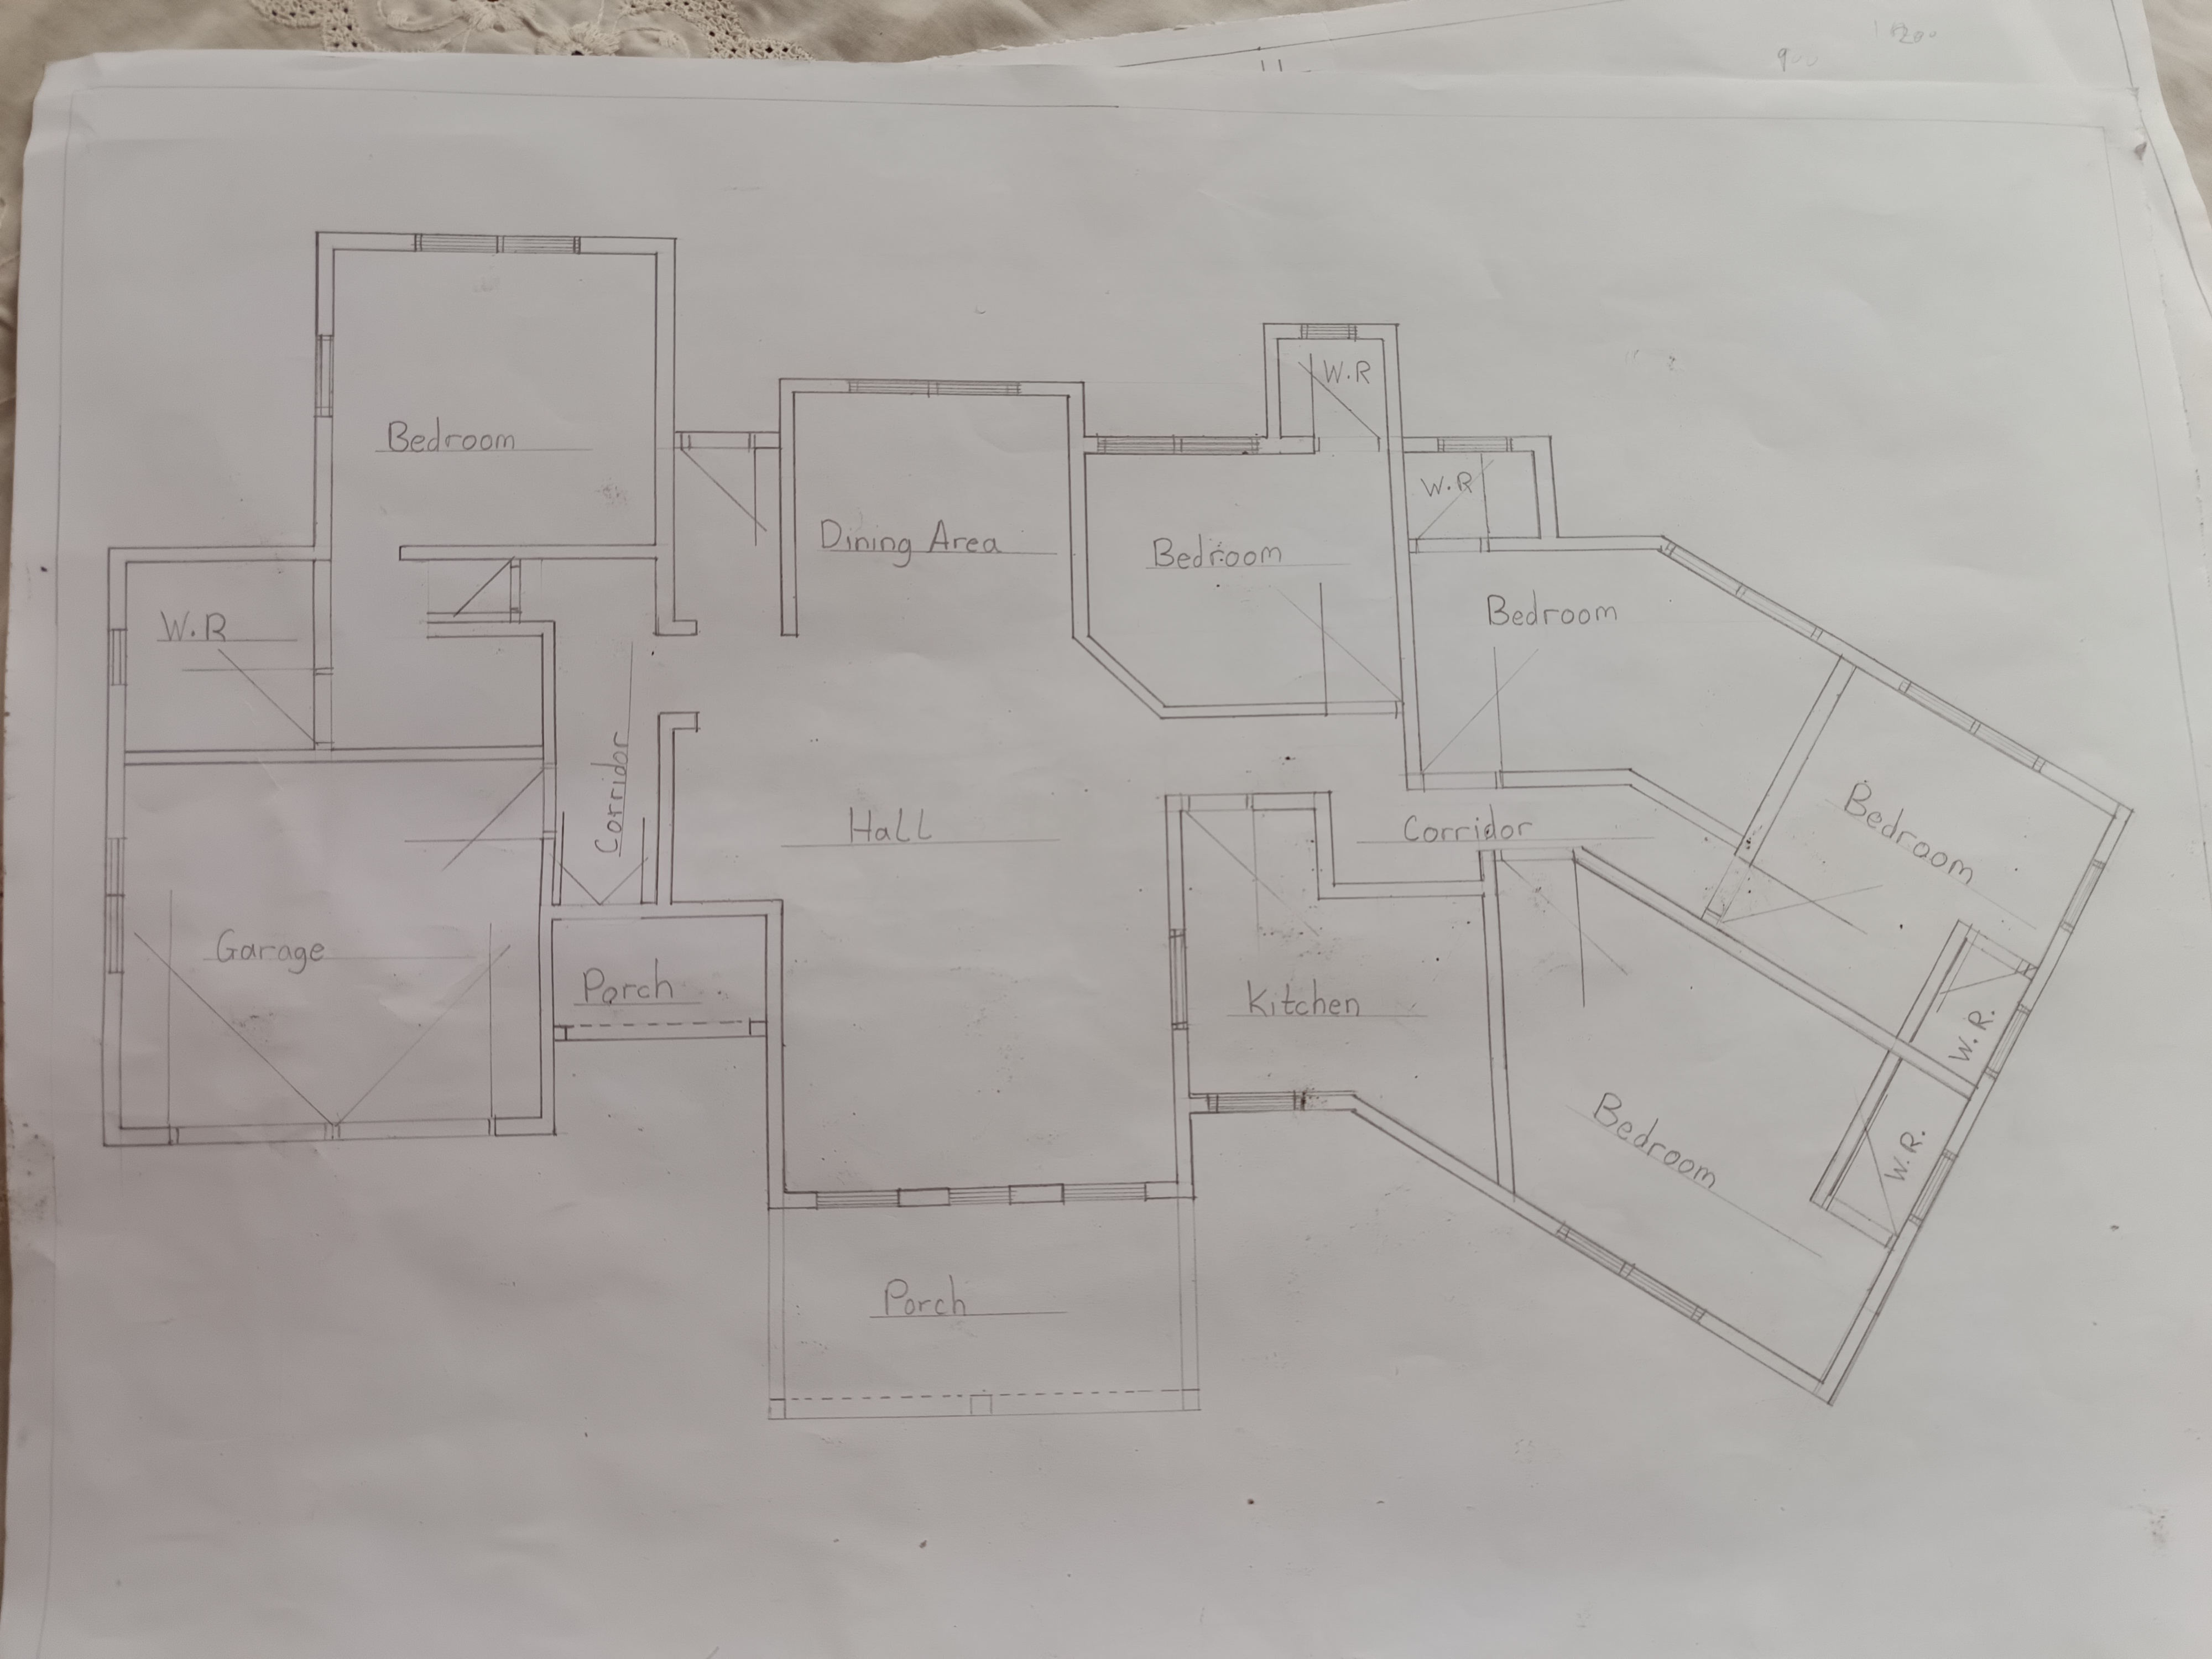 900
1200
W.R
Bedroom
W.R
Dining Area
Bedroom
Bedroom
W.R
Corridor
Hall
Corridor
Bedroom
Garage
Porch
Kitchen
W.R.
Bedroom
W.R.
Porch